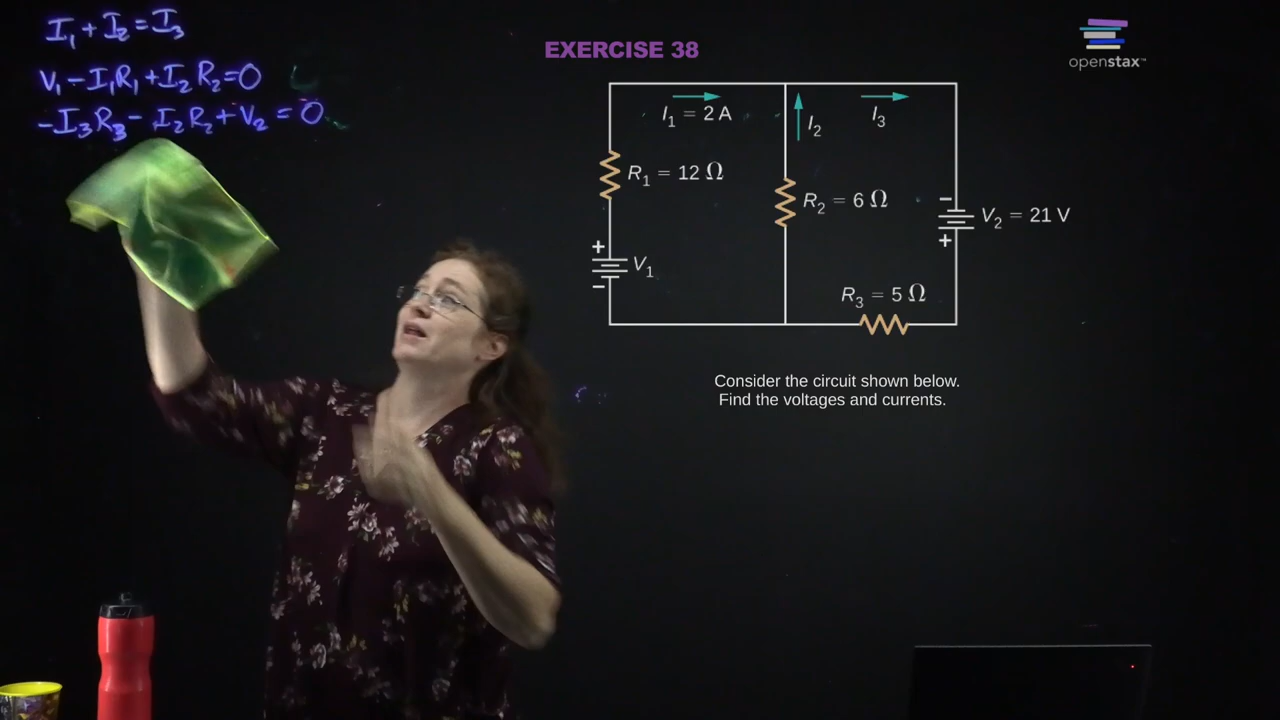 I₁ + I₂ = I₃
V₁ - I₁R₁ + I₂R₂ = 0
-I₃R₃ - I₂R₂ + V₂ = 0
EXERCISE 38
openstax™
I₁ = 2 A
I₂
I₃
R₁ = 12 Ω
R₂ = 6 Ω
-
V₂ = 21 V
+
+
V₁
-
R₃ = 5 Ω
Consider the circuit shown below.
Find the voltages and currents.